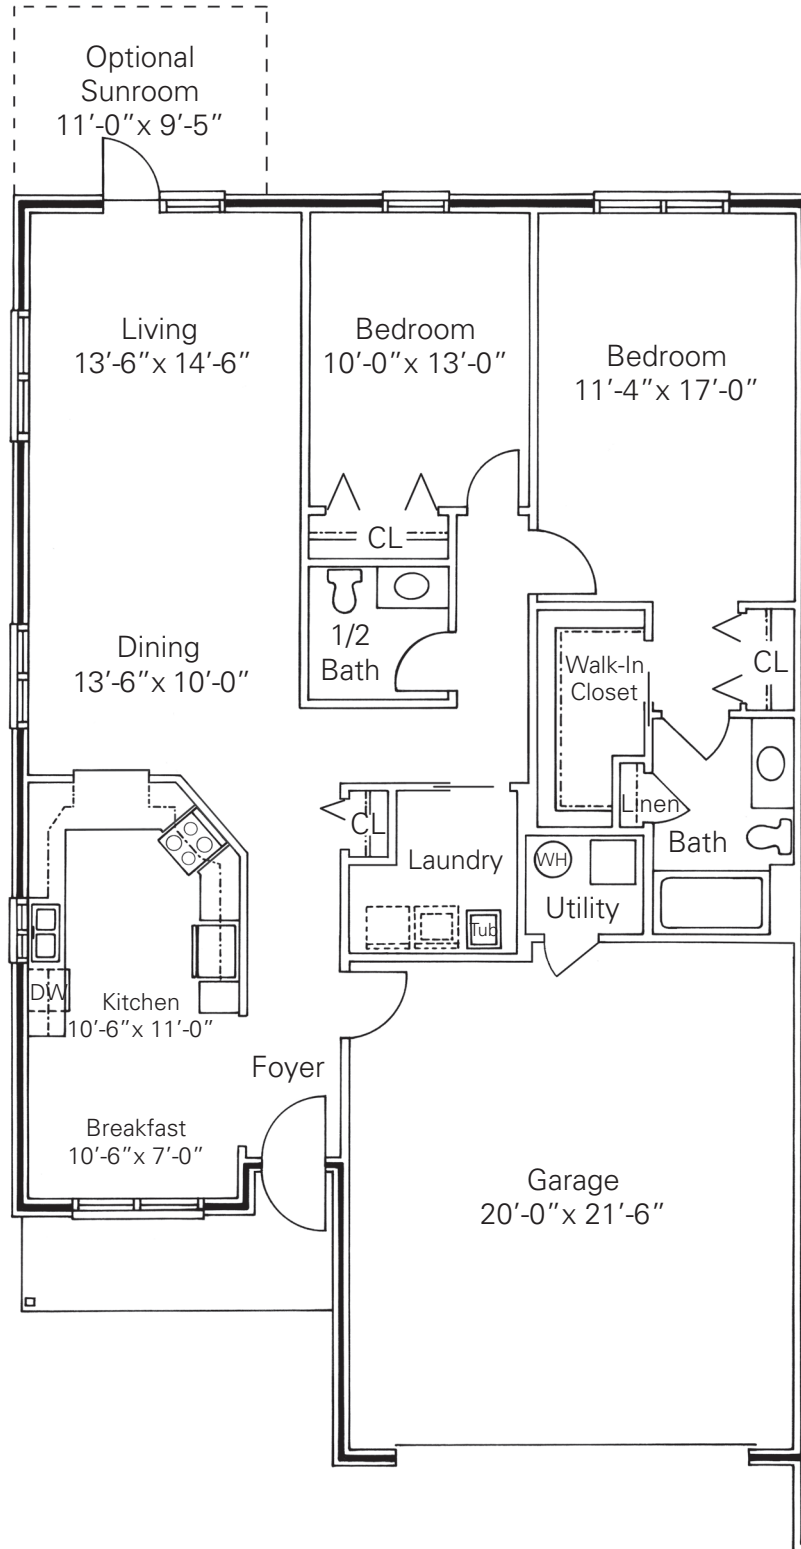 Optional
Sunroom
11′-0″x 9′-5″
Living
13′-6″x 14′-6″
Bedroom
10′-0″x 13′-0″
Bedroom
11′-4″x 17′-0″
CL
1/2
Bath
Dining
13′-6″x 10′-0″
Walk-In
Closet
CL
CL
Linen
Bath
Laundry
WH
Utility
Tub
DW
Kitchen
10′-6″x 11′-0″
Foyer
Breakfast
10′-6″x 7′-0″
Garage
20′-0″x 21′-6″